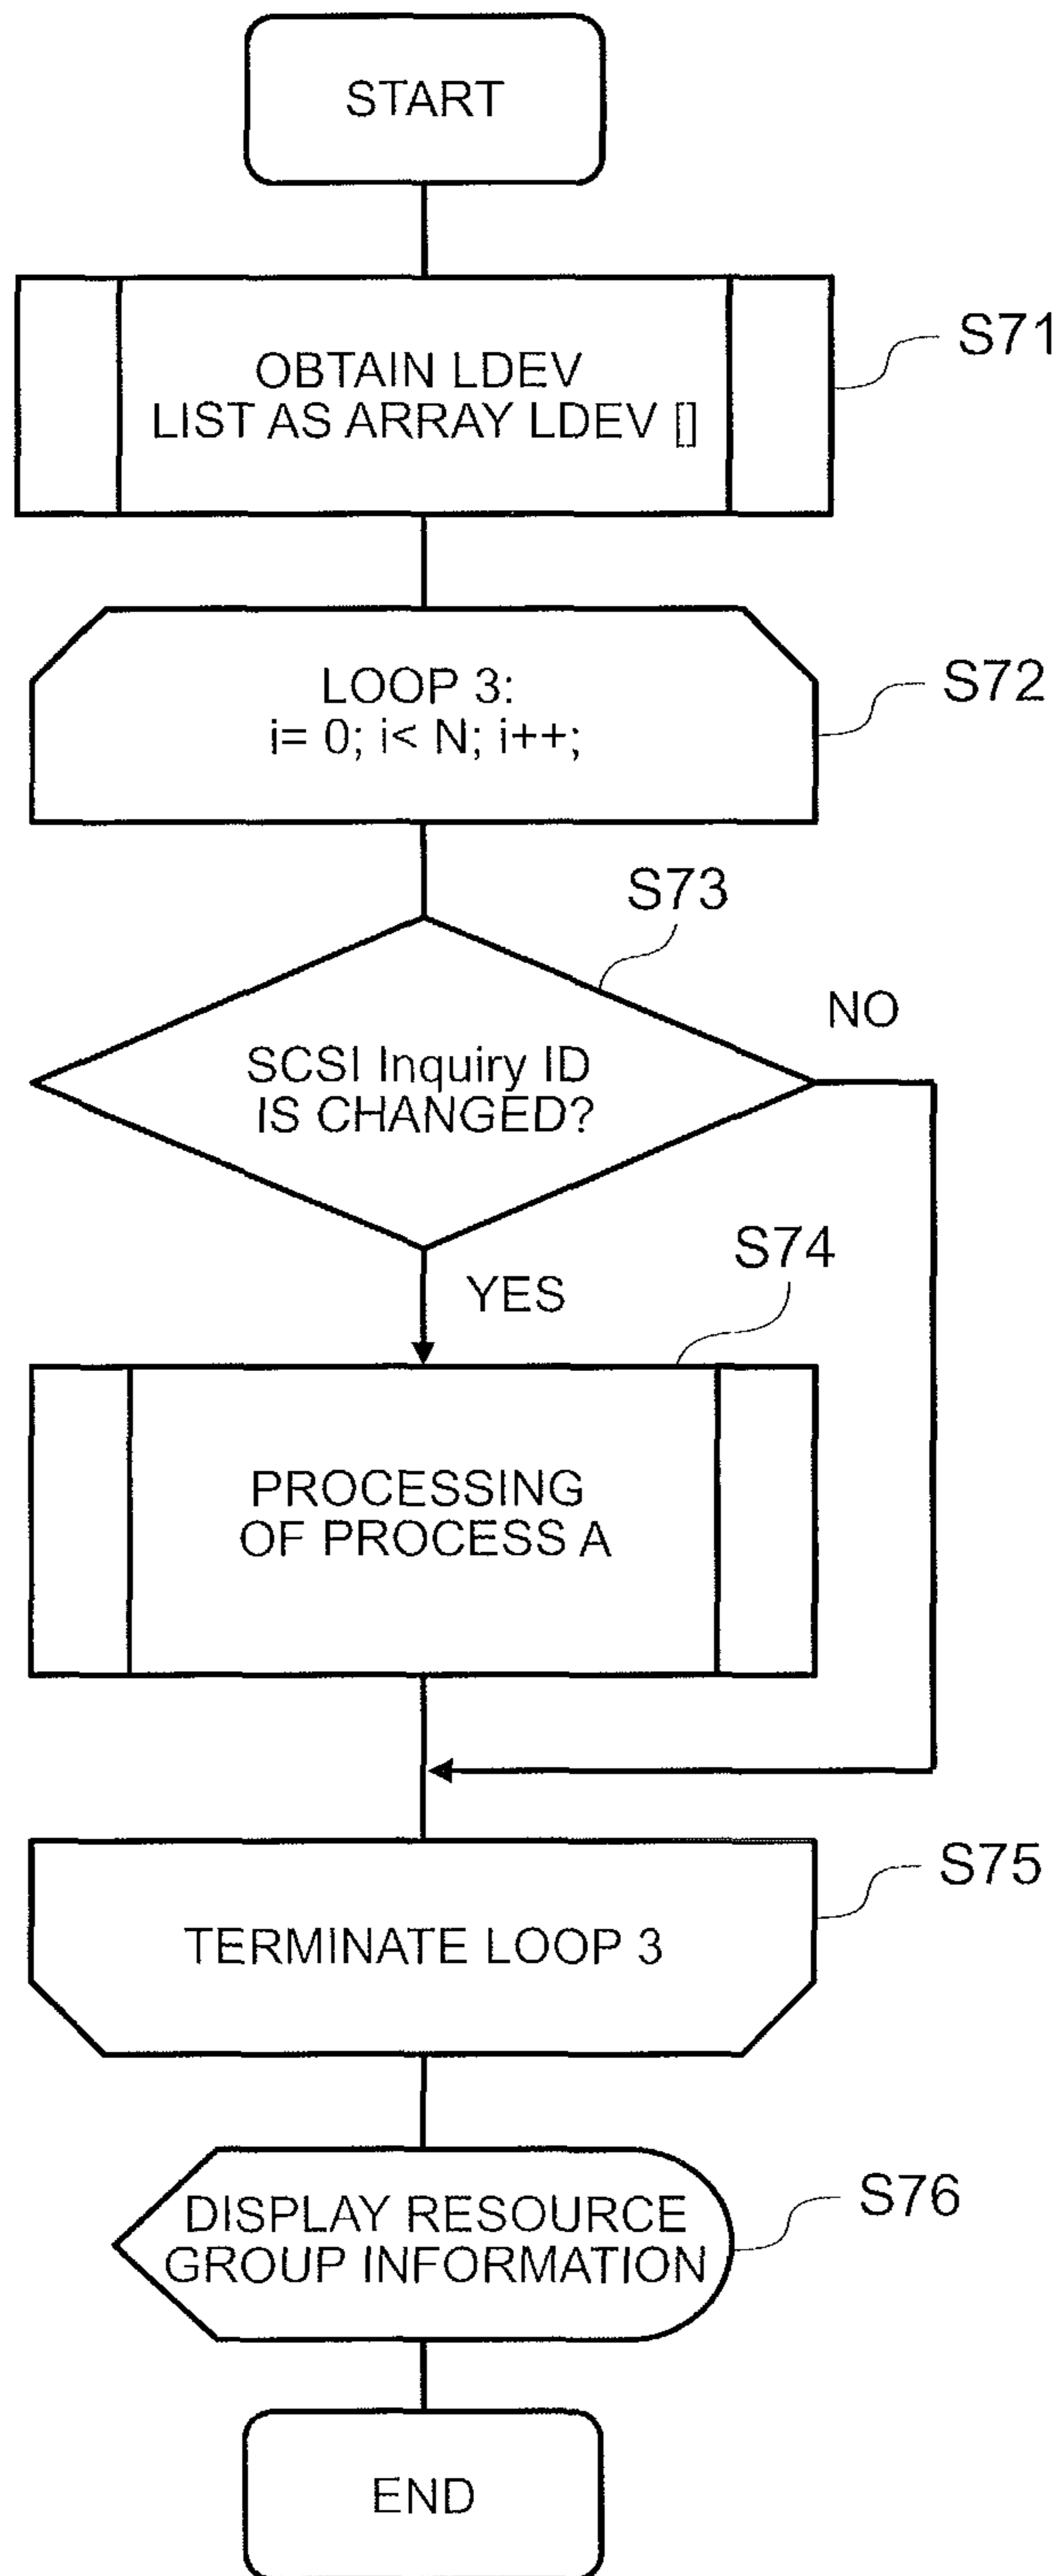 START
OBTAIN LDEV
LIST AS ARRAY LDEV []
S71
LOOP 3:
i= 0; i< N; i++;
S72
S73
NO
SCSI Inquiry ID
IS CHANGED?
YES
S74
PROCESSING
OF PROCESS A
S75
TERMINATE LOOP 3
DISPLAY RESOURCE
GROUP INFORMATION
S76
END